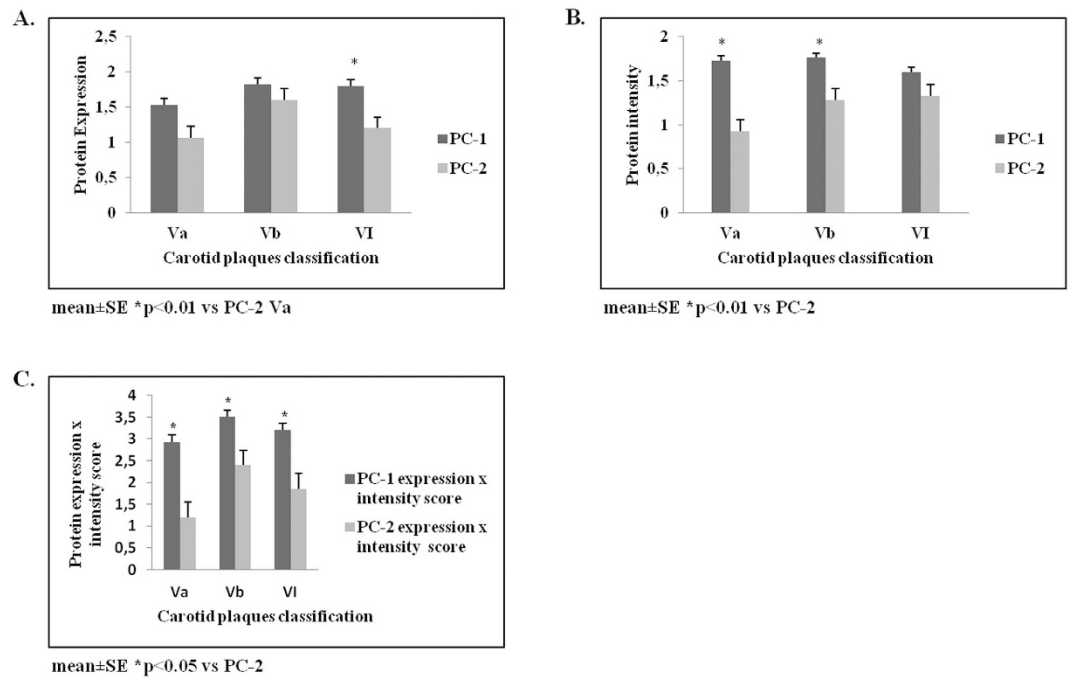 A.
2,5
2
1,5
1
0,5
0
Protein Expression
*
Va Vb VI
Carotid plaques classification
PC-1
PC-2
mean±SE *p<0.01 vs PC-2 Va
B.
2
1,5
1
0,5
0
Protein intensity
* *
Va Vb VI
Carotid plaques classification
PC-1
PC-2
mean±SE *p<0.01 vs PC-2
C.
4
3,5
3
2,5
2
1,5
1
0,5
0
Protein expression x
intensity score
* * *
Va Vb VI
Carotid plaques classification
PC-1 expression x
intensity score
PC-2 expression x
intensity score
mean±SE *p<0.05 vs PC-2